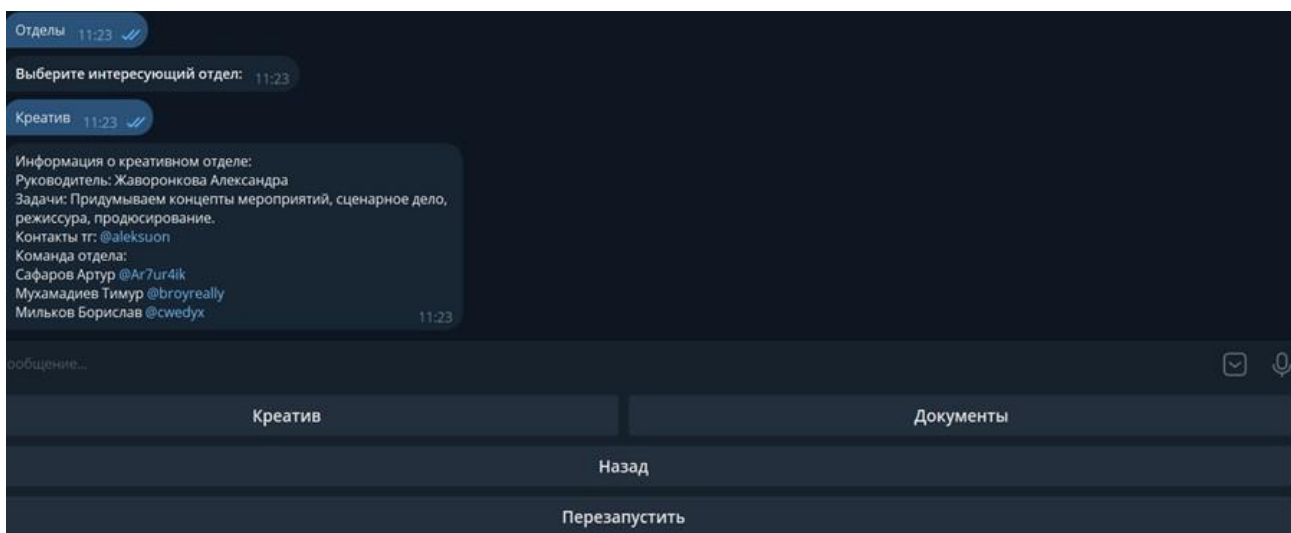 Отделы 11:23
Выберите интересующий отдел: 11:23
Креатив 11:23
Информация о креативном отделе:
Руководитель: Жаворонкова Александра
Задачи: Придумываем концепты мероприятий, сценарное дело,
режиссура, продюсирование.
Контакты тг: @aleksuon
Команда отдела:
Сафаров Артур @Ar7ur4ik
Мухамадиев Тимур @broyreally
Мильков Борислав @cwedyx
11:23
ообщение...
Креатив Документы
Назад
Перезапустить